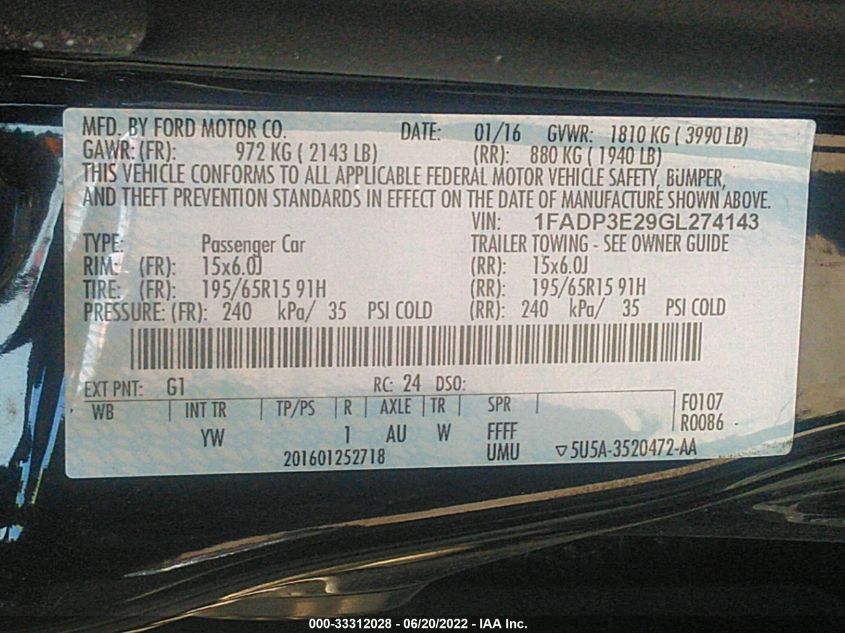 MFD. BY FORD MOTOR CO. DATE: 01/16 GVWR: 1810 KG ( 3990 LB)
GAWR: (FR): 972 KG ( 2143 LB) (RR): 880 KG ( 1940 LB)
THIS VEHICLE CONFORMS TO ALL APPLICABLE FEDERAL MOTOR VEHICLE SAFETY, BUMPER,
AND THEFT PREVENTION STANDARDS IN EFFECT ON THE DATE OF MANUFACTURE SHOWN ABOVE.
VIN: 1FADP3E29GL274143
TYPE: Passenger Car TRAILER TOWING - SEE OWNER GUIDE
RIM: (FR): 15x6.0J (RR): 15x6.0J
TIRE: (FR): 195/65R15 91H (RR): 195/65R15 91H
PRESSURE: (FR): 240 kPa/ 35 PSI COLD (RR): 240 kPa/ 35 PSI COLD
EXT PNT: G1 RC: 24 DSO:
WB INT TR TP/PS R AXLE TR SPR F0107
R0086
YW 1 AU W FFFF
201601252718 UMU ▽5U5A-3520472-AA
000-33312028 - 06/20/2022 - IAA Inc.